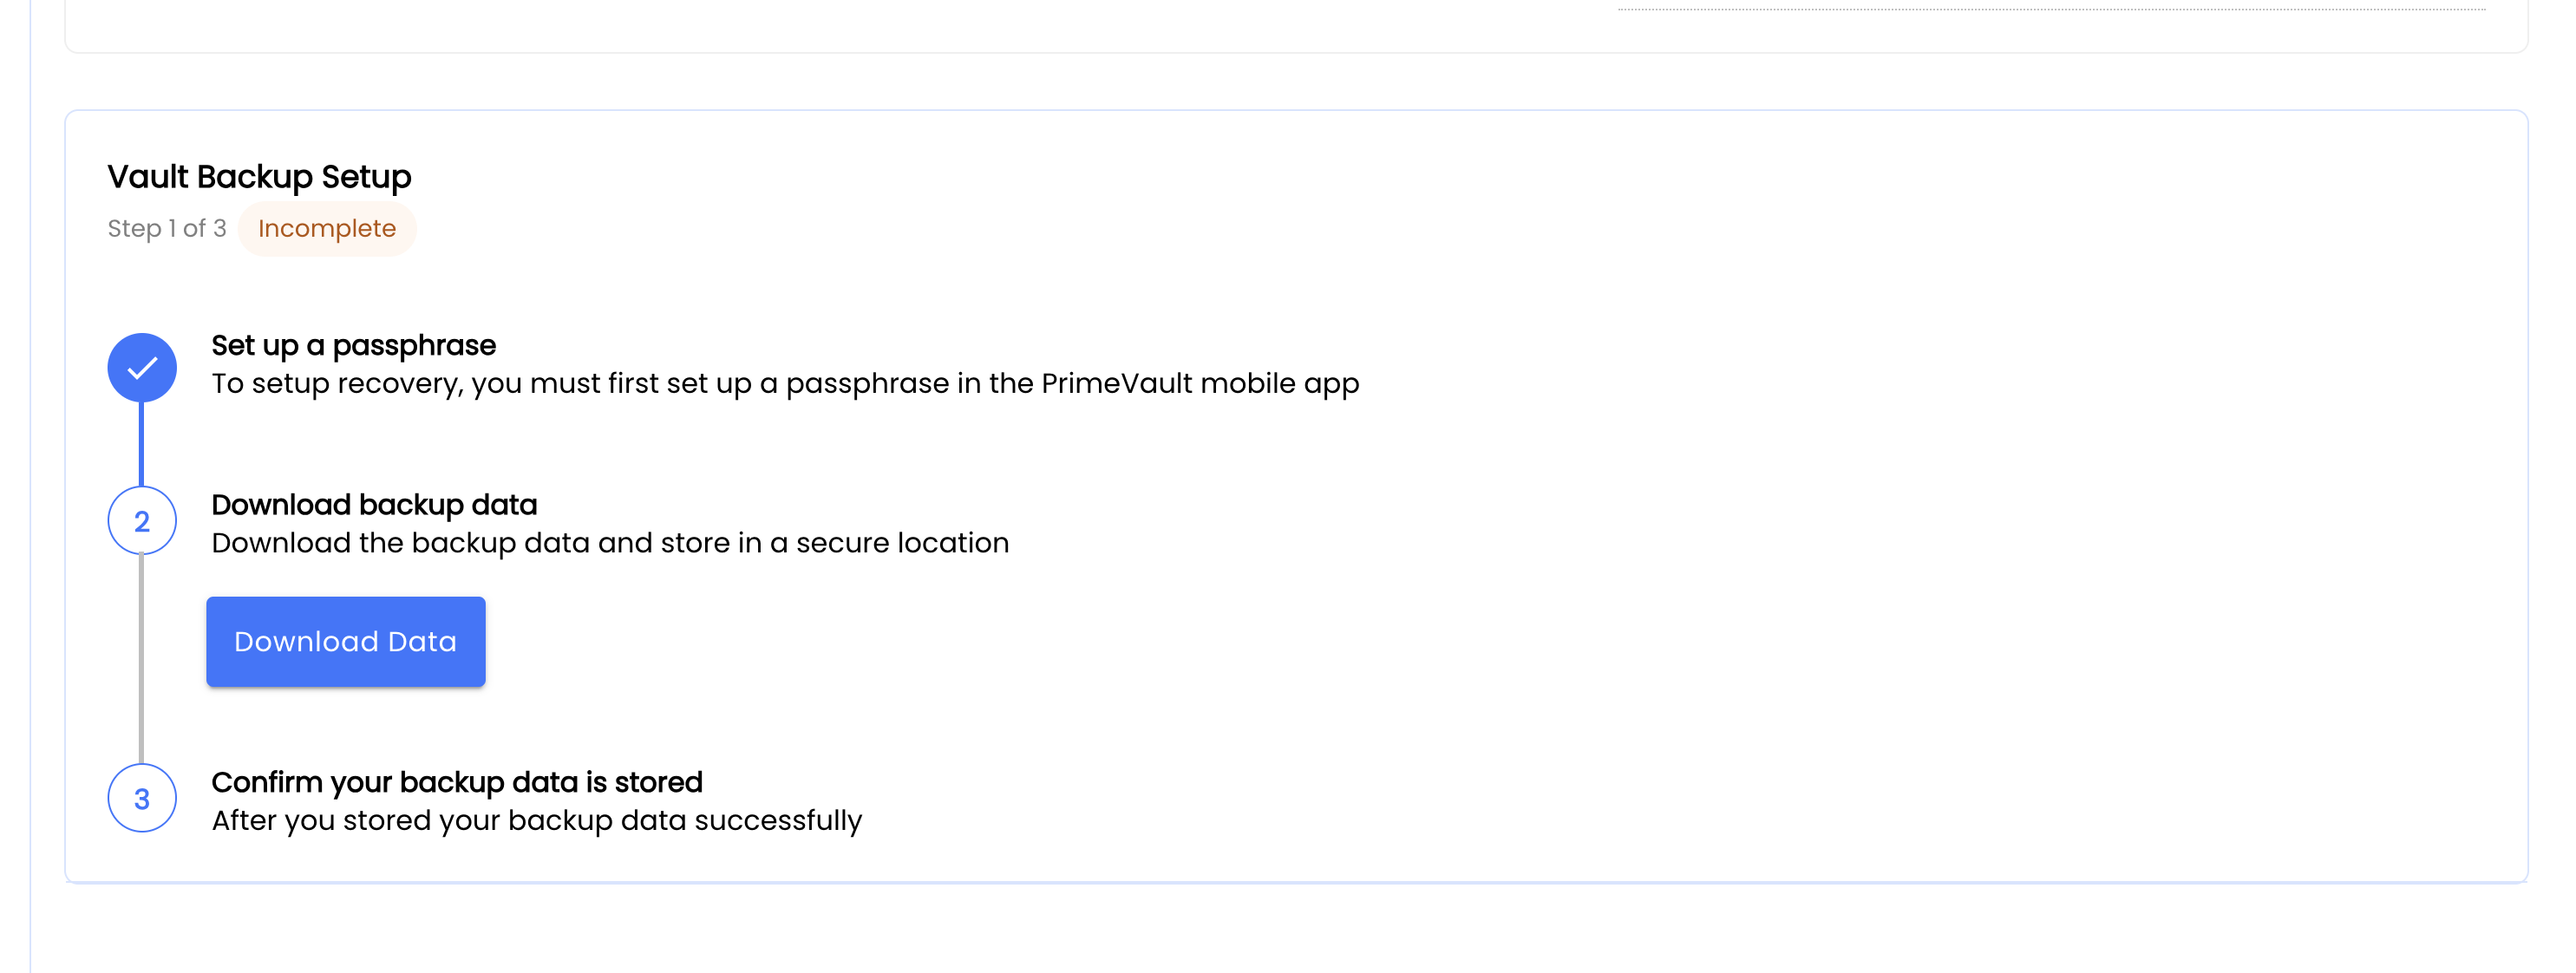 Vault Backup Setup
Step 1 of 3 Incomplete
Set up a passphrase
To setup recovery, you must first set up a passphrase in the PrimeVault mobile app
2
Download backup data
Download the backup data and store in a secure location
Download Data
3
Confirm your backup data is stored
After you stored your backup data successfully